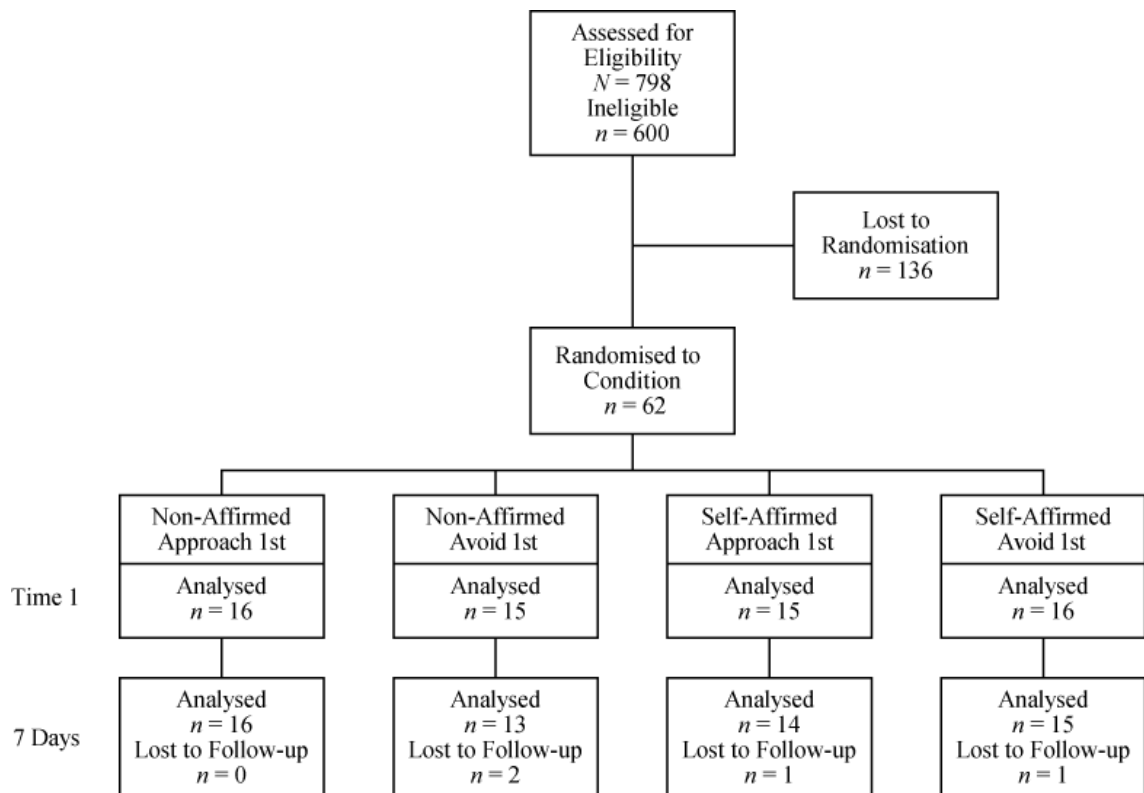 Assessed for
Eligibility
N = 798
Ineligible
n = 600
Lost to
Randomisation
n = 136
Randomised to
Condition
n = 62
Non-Affirmed
Approach 1st
Non-Affirmed
Avoid 1st
Self-Affirmed
Approach 1st
Self-Affirmed
Avoid 1st
Time 1
Analysed
n = 16
Analysed
n = 15
Analysed
n = 15
Analysed
n = 16
7 Days
Analysed
n = 16
Lost to Follow-up
n = 0
Analysed
n = 13
Lost to Follow-up
n = 2
Analysed
n = 14
Lost to Follow-up
n = 1
Analysed
n = 15
Lost to Follow-up
n = 1